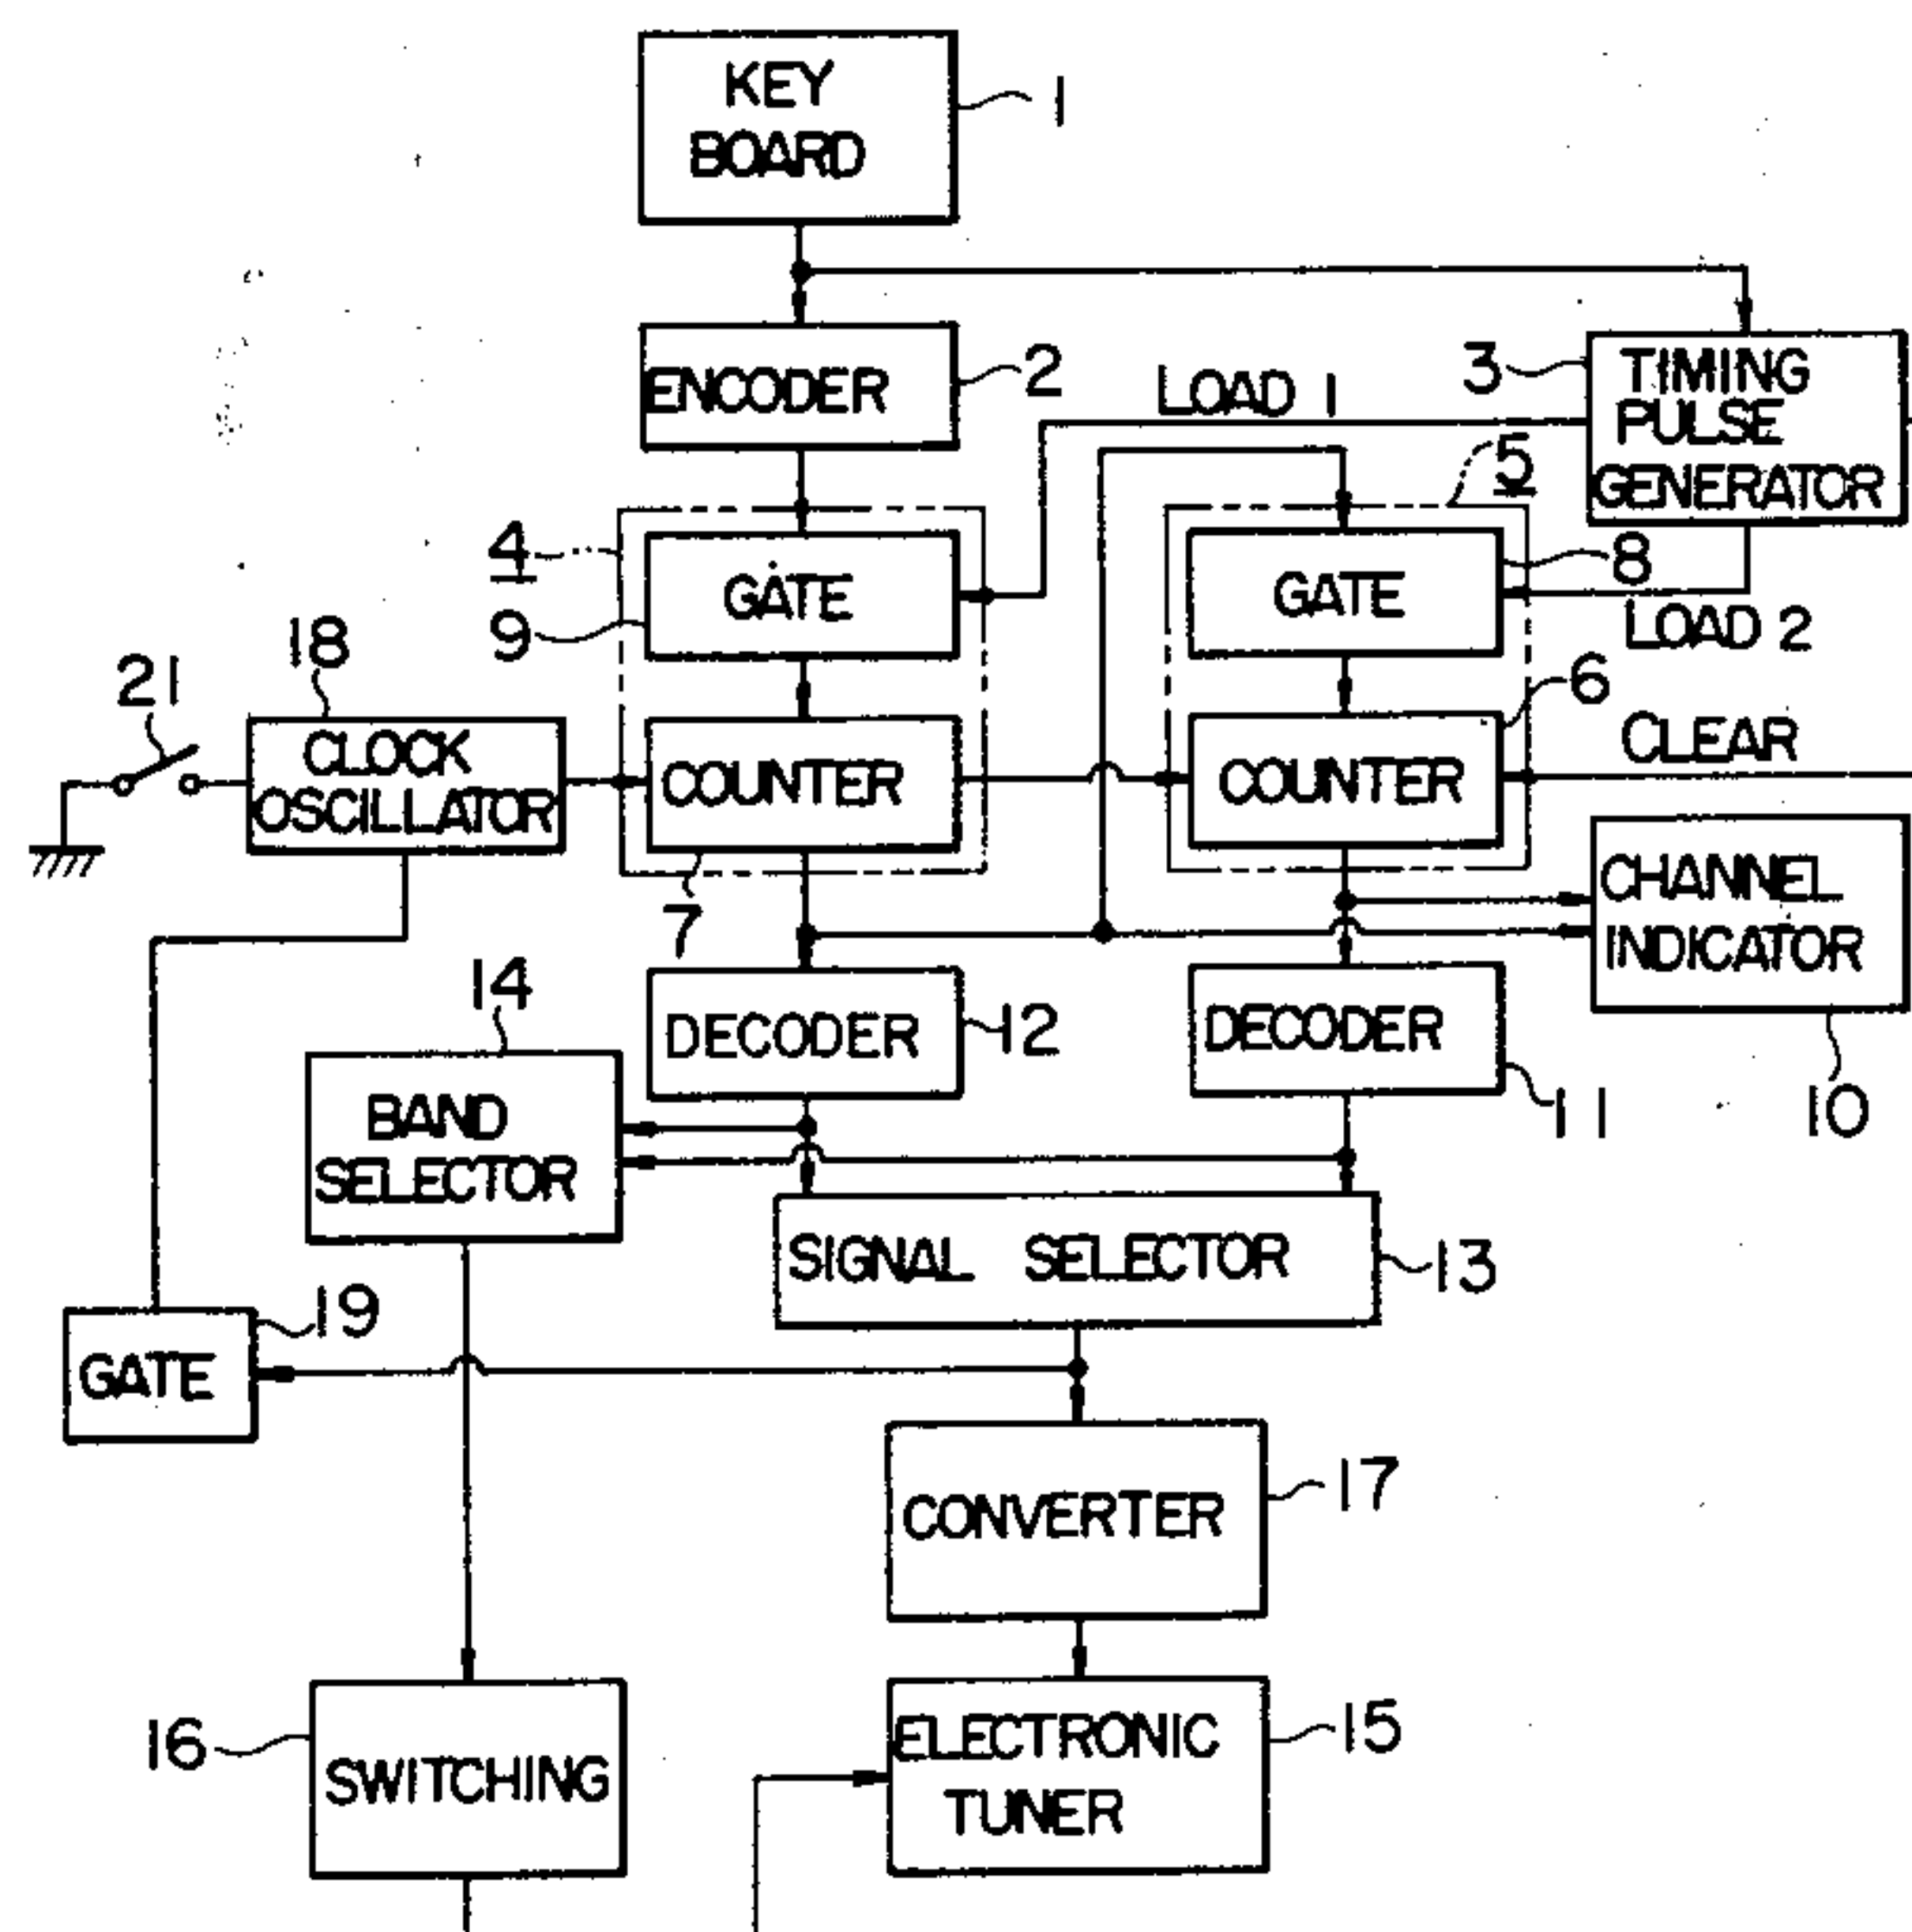 KEY
BOARD
1
ENCODER
2
LOAD 1
3
TIMING
PULSE
GENERATOR
5
4
GATE
9
GATE
8
LOAD 2
18
21
CLOCK
OSCILLATOR
COUNTER
7
COUNTER
6
CLEAR
CHANNEL
INDICATOR
10
14
DECODER
12
DECODER
11
BAND
SELECTOR
SIGNAL SELECTOR
13
19
GATE
CONVERTER
17
16
SWITCHING
ELECTRONIC
TUNER
15